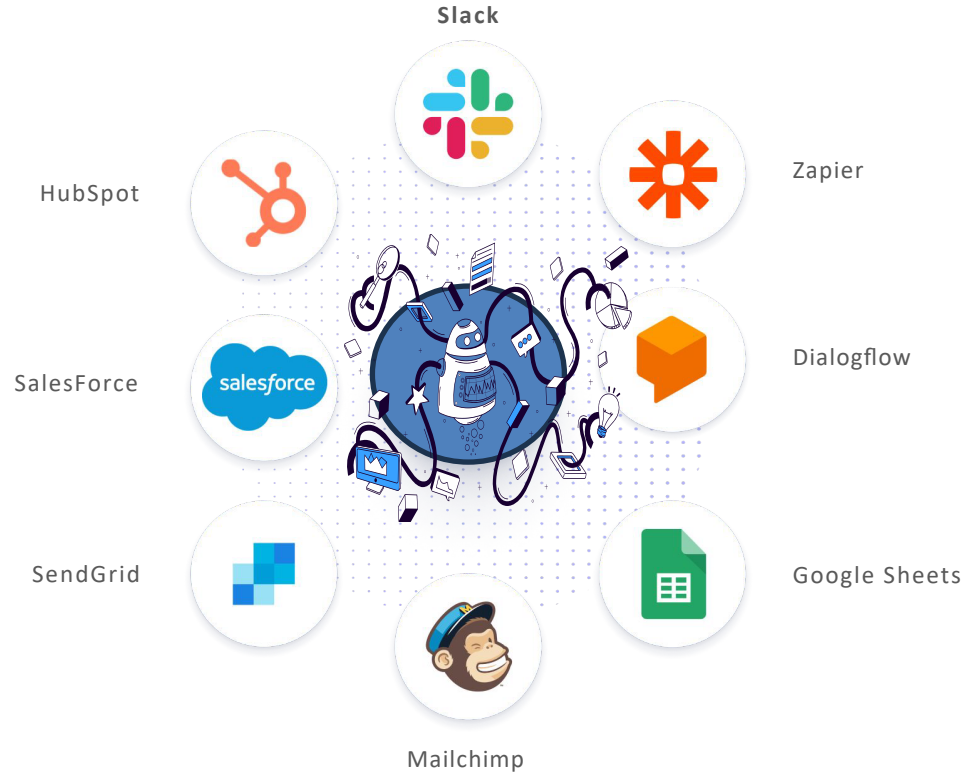 Slack
HubSpot
Zapier
SalesForce
salesforce
Dialogflow
SendGrid
Google Sheets
Mailchimp